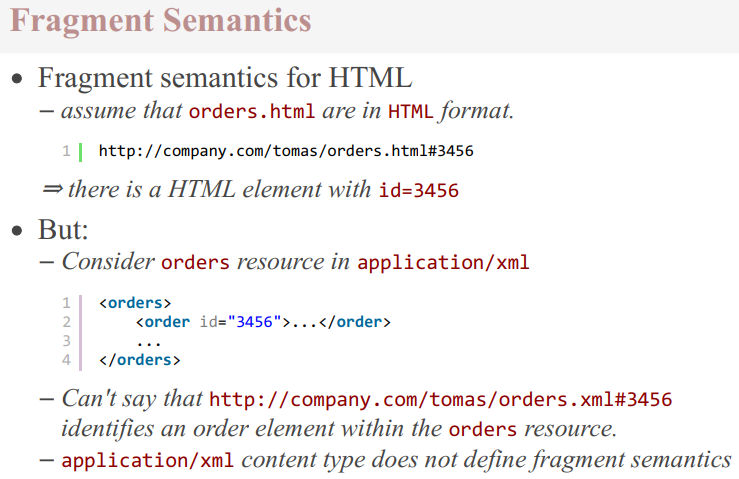 Fragment Semantics
• Fragment semantics for HTML
– assume that orders.html are in HTML format.
1 http://company.com/tomas/orders.html#3456
⇒ there is a HTML element with id=3456
• But:
– Consider orders resource in application/xml
1 <orders>
2     <order id="3456">...</order>
3     ...
4 </orders>
– Can't say that http://company.com/tomas/orders.xml#3456
identifies an order element within the orders resource.
– application/xml content type does not define fragment semantics